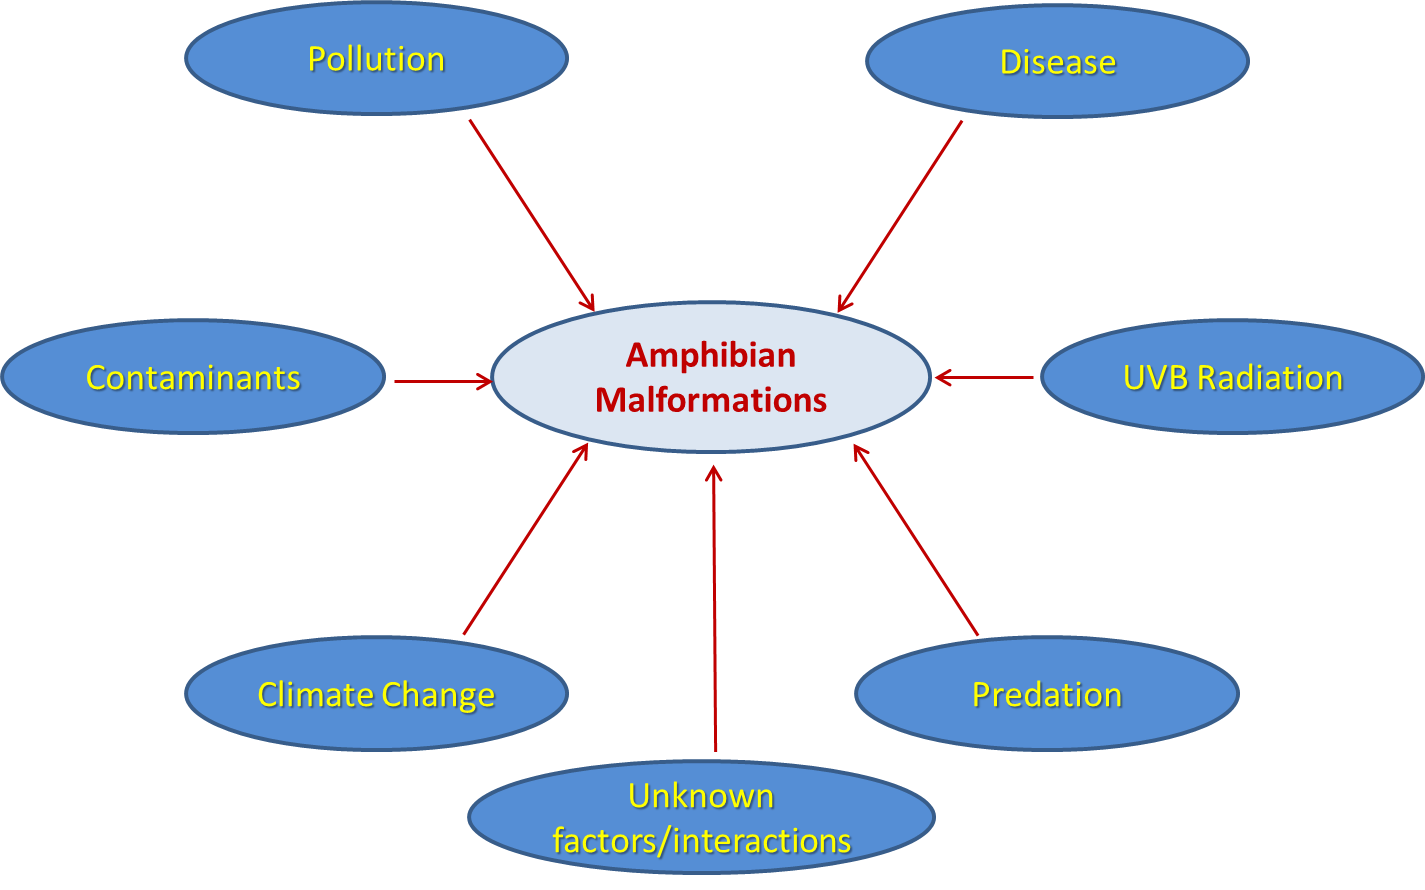 Pollution
Disease
Amphibian
Malformations
Contaminants
UVB Radiation
Climate Change
Predation
Unknown
factors/interactions